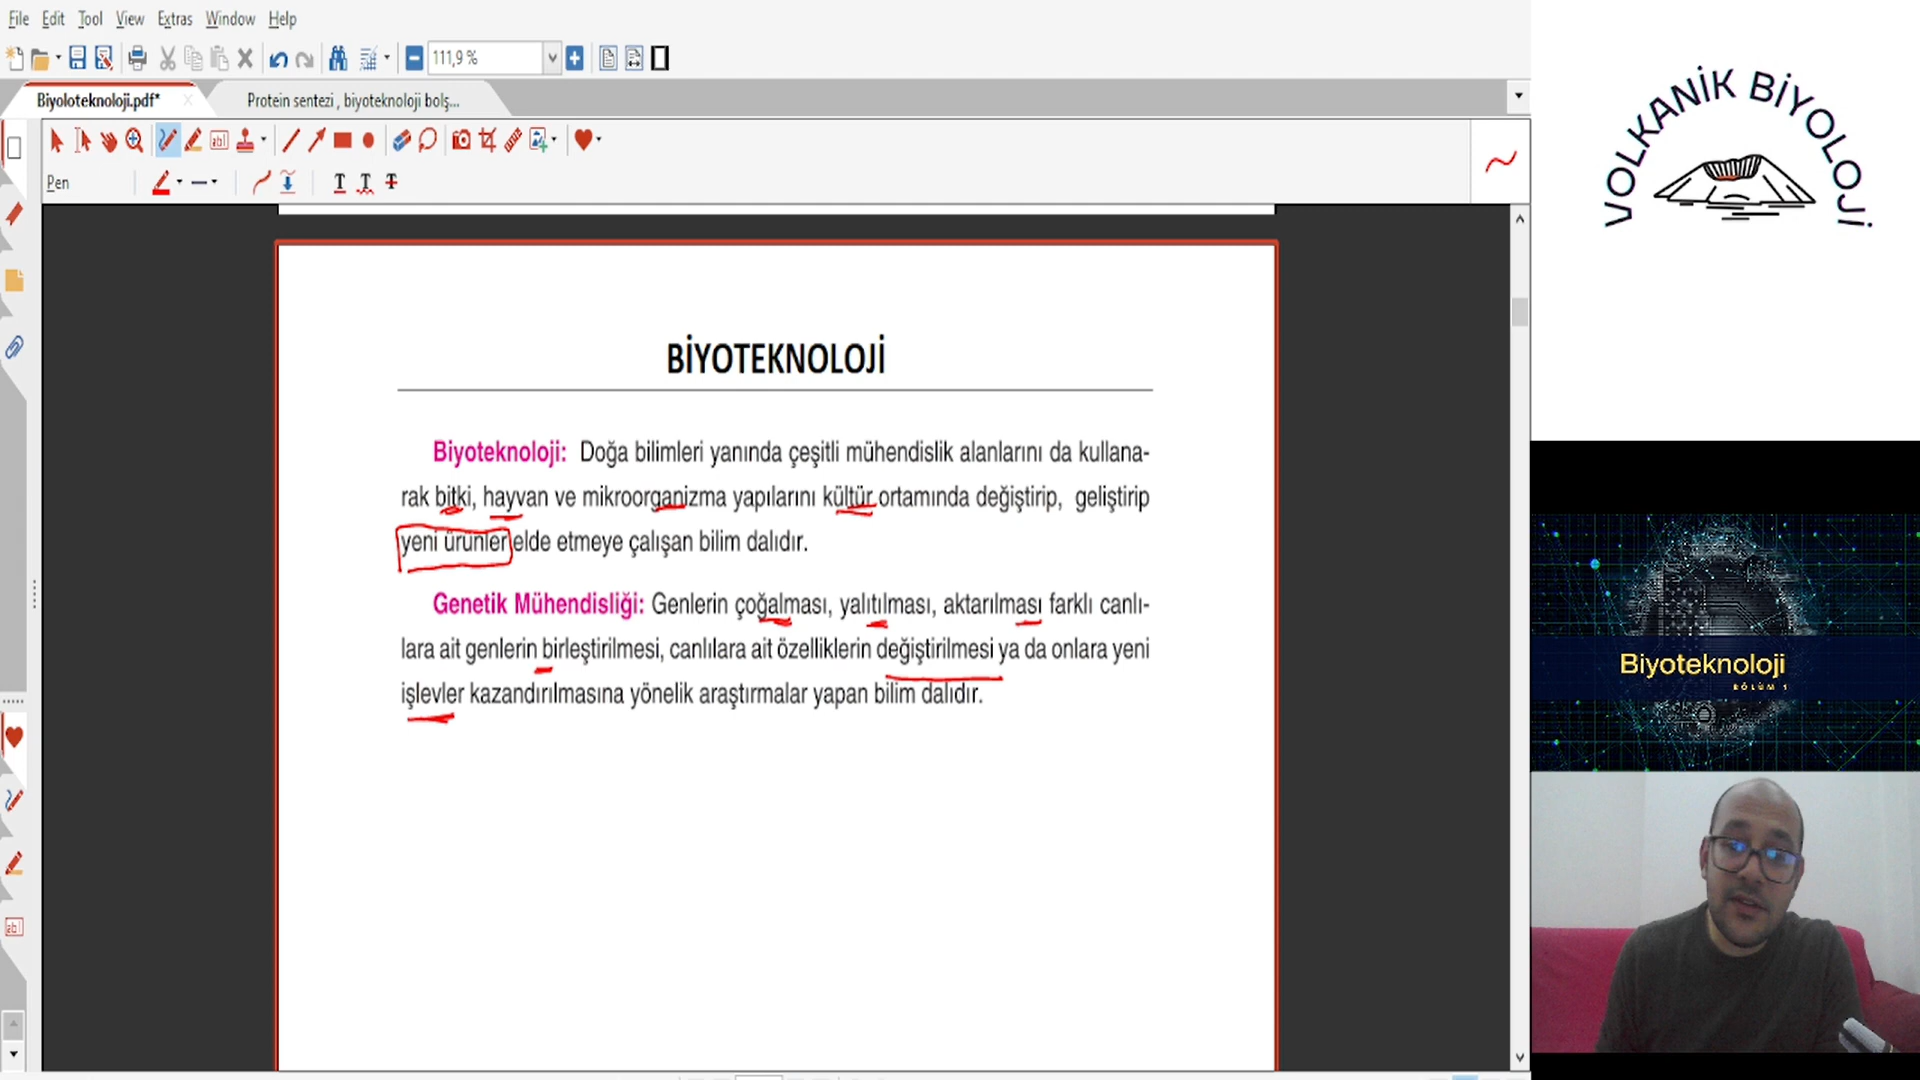 File Edit Tool View Extras Window Help
111,9 %
Biyoloteknoloji.pdf*
Protein sentezi , biyoteknoloji bolş...
Pen
BİYOTEKNOLOJİ
Biyoteknoloji: Doğa bilimleri yanında çeşitli mühendislik alanlarını da kullana-
rak bitki, hayvan ve mikroorganizma yapılarını kültür ortamında değiştirip, geliştirip
yeni ürünler elde etmeye çalışan bilim dalıdır.
Genetik Mühendisliği: Genlerin çoğalması, yalıtılması, aktarılması farklı canlı-
lara ait genlerin birleştirilmesi, canlılara ait özelliklerin değiştirilmesi ya da onlara yeni
işlevler kazandırılmasına yönelik araştırmalar yapan bilim dalıdır.
VOLKANİK BİYOLOJİ
Biyoteknoloji
BÖLÜM 1